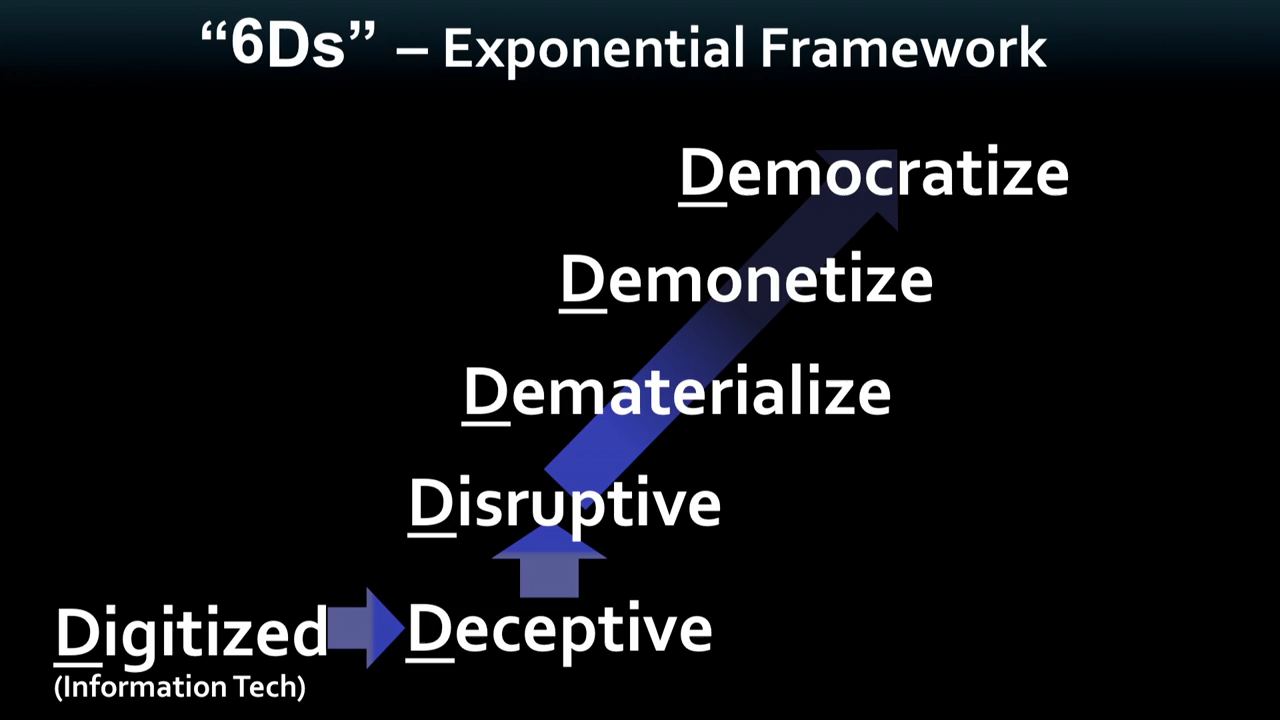 “6Ds” – Exponential Framework
Democratize
Demonetize
Dematerialize
Disruptive
Digitized Deceptive
(Information Tech)